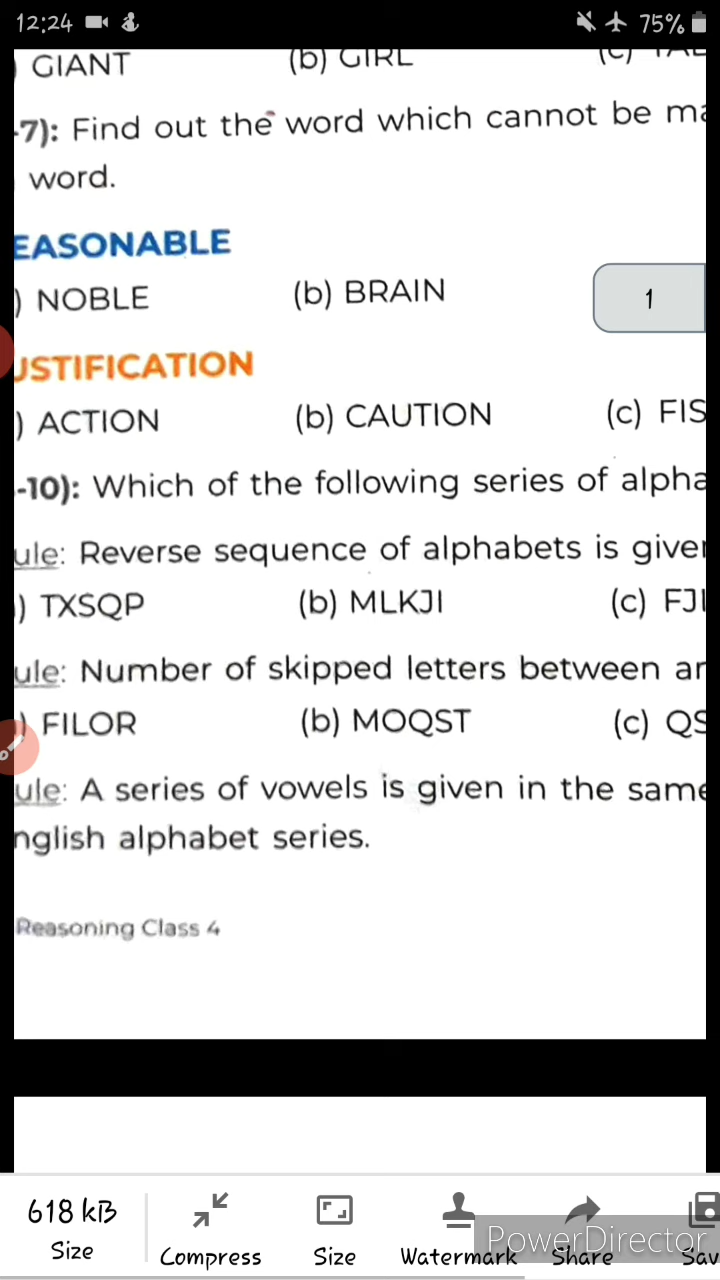 12:24 75%
GIANT (b) GIRL
-7): Find out the word which cannot be
word.
EASONABLE
) NOBLE (b) BRAIN 1
USTIFICATION
) ACTION (b) CAUTION (c) FIS
-10): Which of the following series of alpha
ule: Reverse sequence of alphabets is given
) TXSQP (b) MLKJI (c) FJI
ule: Number of skipped letters between
) FILOR (b) MOQST (c) QS
ule: A series of vowels is given in the same
nglish alphabet series.
Reasoning Class 4
618 kB
Size Compress Size Watermark Share Sav
PowerDirector